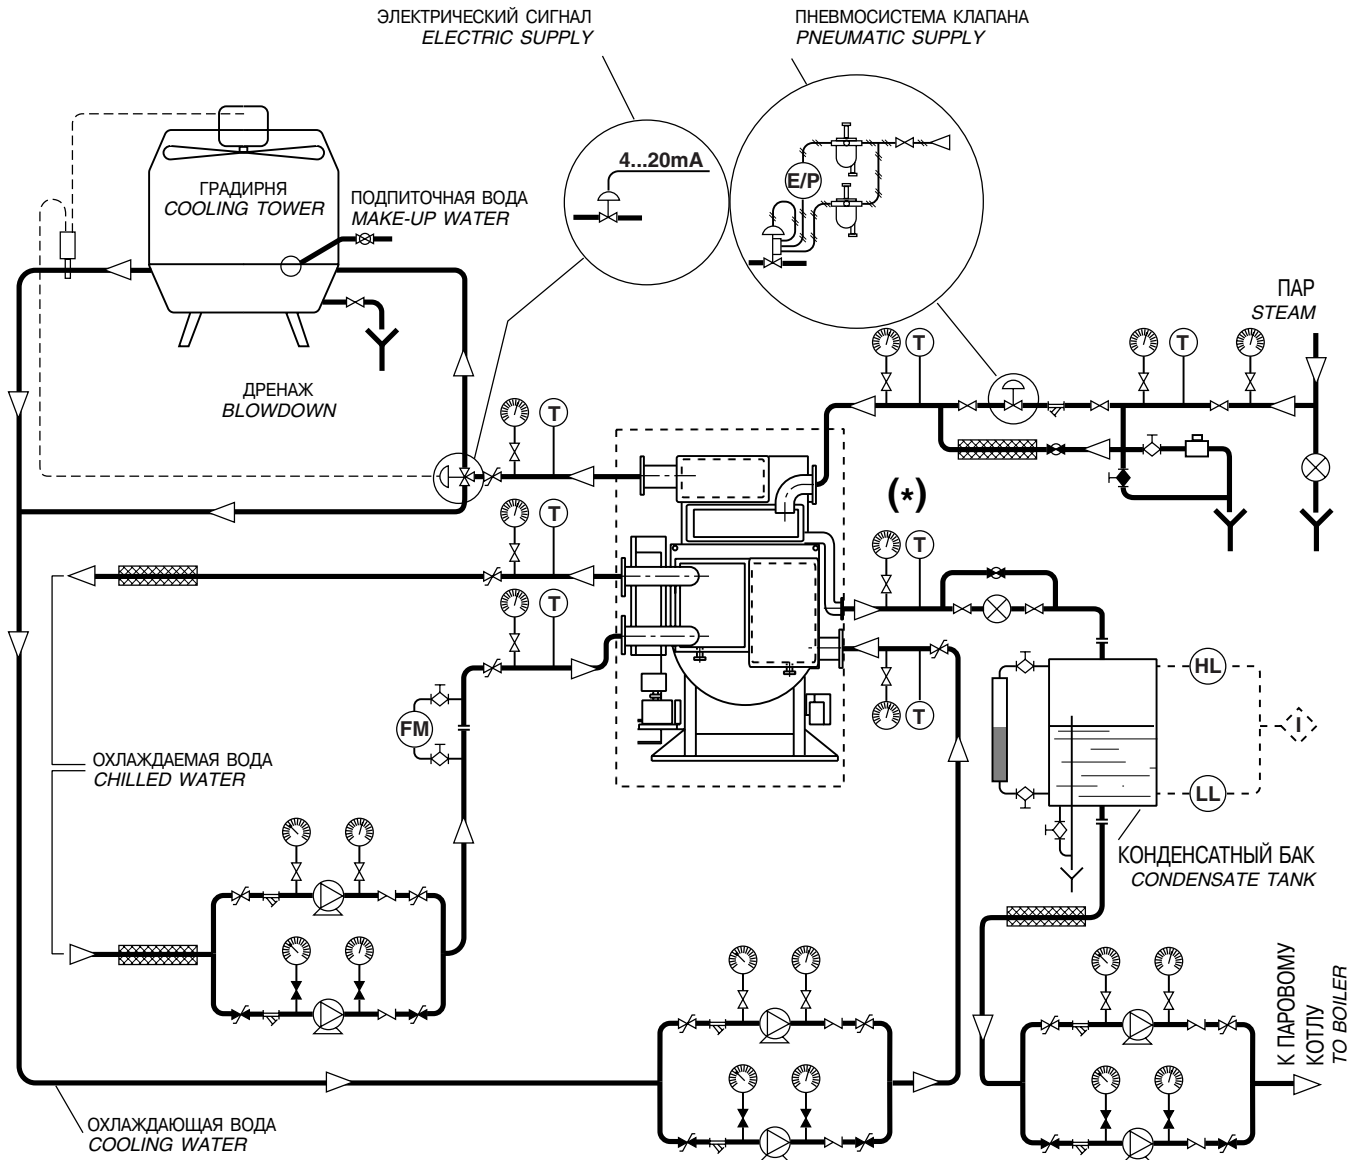 ЭЛЕКТРИЧЕСКИЙ СИГНАЛ
ELECTRIC SUPPLY
ПНЕВМОСИСТЕМА КЛАПАНА
PNEUMATIC SUPPLY
4...20mA
E/P
ГРАДИРНЯ
COOLING TOWER
ПОДПИТОЧНАЯ ВОДА
MAKE-UP WATER
ПАР
STEAM
T
T
ДРЕНАЖ
BLOWDOWN
T
(*)
T
T
T
HL
T
FM
I
ОХЛАЖДАЕМАЯ ВОДА
CHILLED WATER
LL
КОНДЕНСАТНЫЙ БАК
CONDENSATE TANK
К ПАРОВОМУ
КОТЛУ
TO BOILER
ОХЛАЖДАЮЩАЯ ВОДА
COOLING WATER